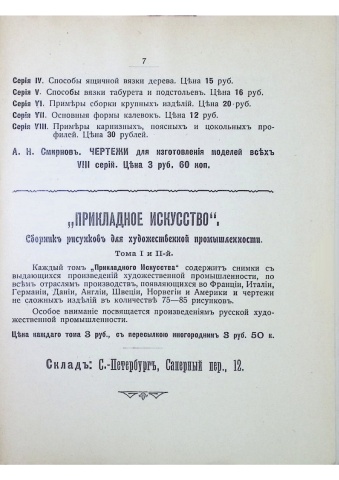 7
Серія IV. Способы ящичной вязки дерева. Цѣна 15 руб.
Серія V. Способы вязки табурета и подстольевъ. Цѣна 16 руб.
Серія VI. Примѣры сборки крупныхъ издѣлій. Цѣна 20 руб.
Серія VII. Основныя формы калевокъ. Цѣна 12 руб.
Серія VIII. Примѣры карнизныхъ, поясныхъ и цокольныхъ про-
филей. Цѣна 30 рублей.
А. Н. Смирновъ. ЧЕРТЕЖИ для изготовленія моделей всѣхъ
VIII серій. Цѣна 3 руб. 60 коп.
„ПРИКЛАДНОЕ ИСКУССТВО“.
Сборникъ рисунковъ для художественной промышленности.
Тома I и II-й.
Каждый томъ „Прикладного Искусства“ содержитъ снимки съ
выдающихся произведеній художественной промышленности, по
всѣмъ отраслямъ производствъ, появляющихся во Франціи, Италіи,
Германіи, Даніи, Англіи, Швеціи, Норвегіи и Америки и чертежи
не сложныхъ издѣлій въ количествѣ 75—85 рисунковъ.
Особое вниманіе посвящается произведеніямъ русской худо-
жественной промышленности.
Цѣна каждаго тома 3 руб., съ пересылкою иногороднимъ 3 руб. 50 к.
Складъ: С.-Петербургъ, Саперный пер., 12.